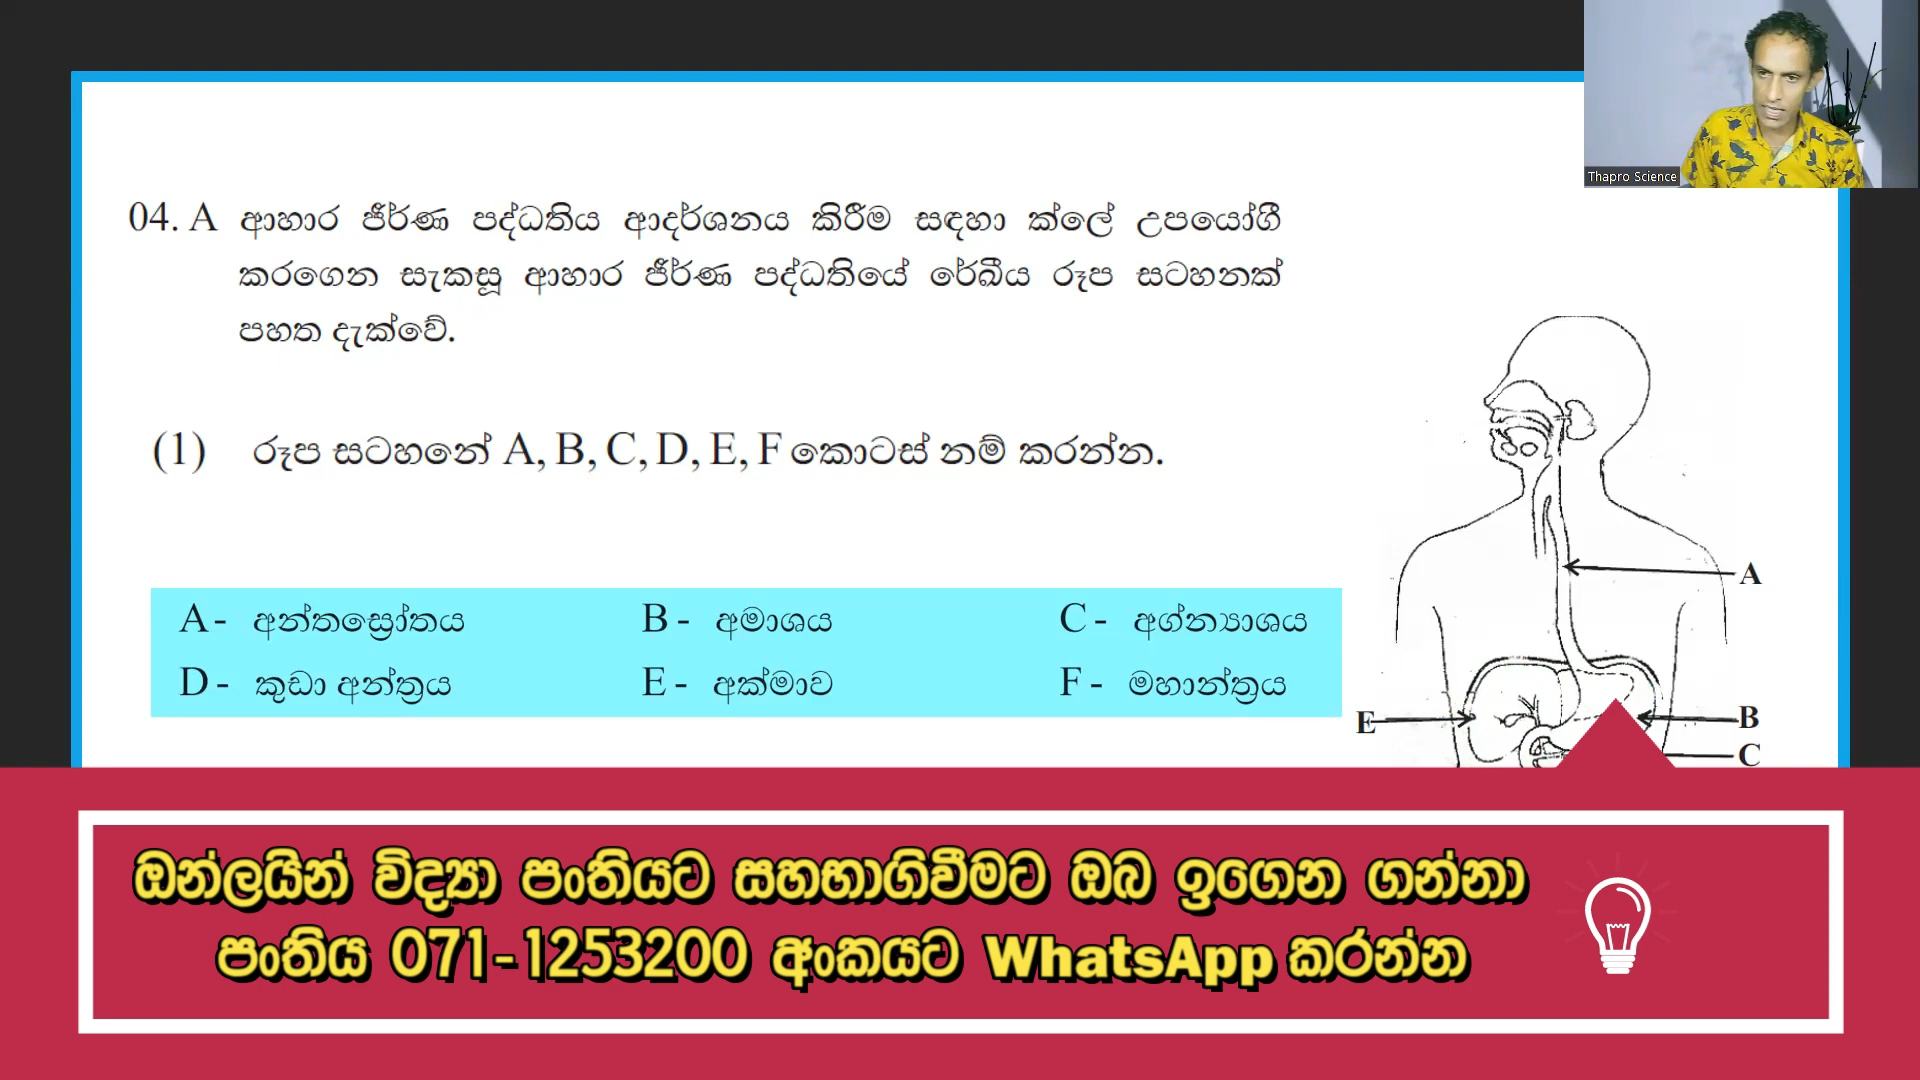 Thapro Science
04. A ආහාර ජීර්ණ පද්ධතිය ආදර්ශනය කිරීම සඳහා ක්ලේ උපයෝගී
කරගෙන සැකසූ ආහාර ජීර්ණ පද්ධතියේ රේඛීය රූප සටහනක්
පහත දැක්වේ.
(1) රූප සටහනේ A, B, C, D, E, F කොටස් නම් කරන්න.
A - අන්තස්‍රෝතය B - අමාශය C - අග්න්‍යාශය
D - කුඩා අන්ත්‍රය E - අක්මාව F - මහාන්ත්‍රය
A
E
B
C
ඔන්ලයින් විද්‍යා පංතියට සහභාගිවීමට ඔබ ඉගෙන ගන්නා
පංතිය 071-1253200 අංකයට WhatsApp කරන්න